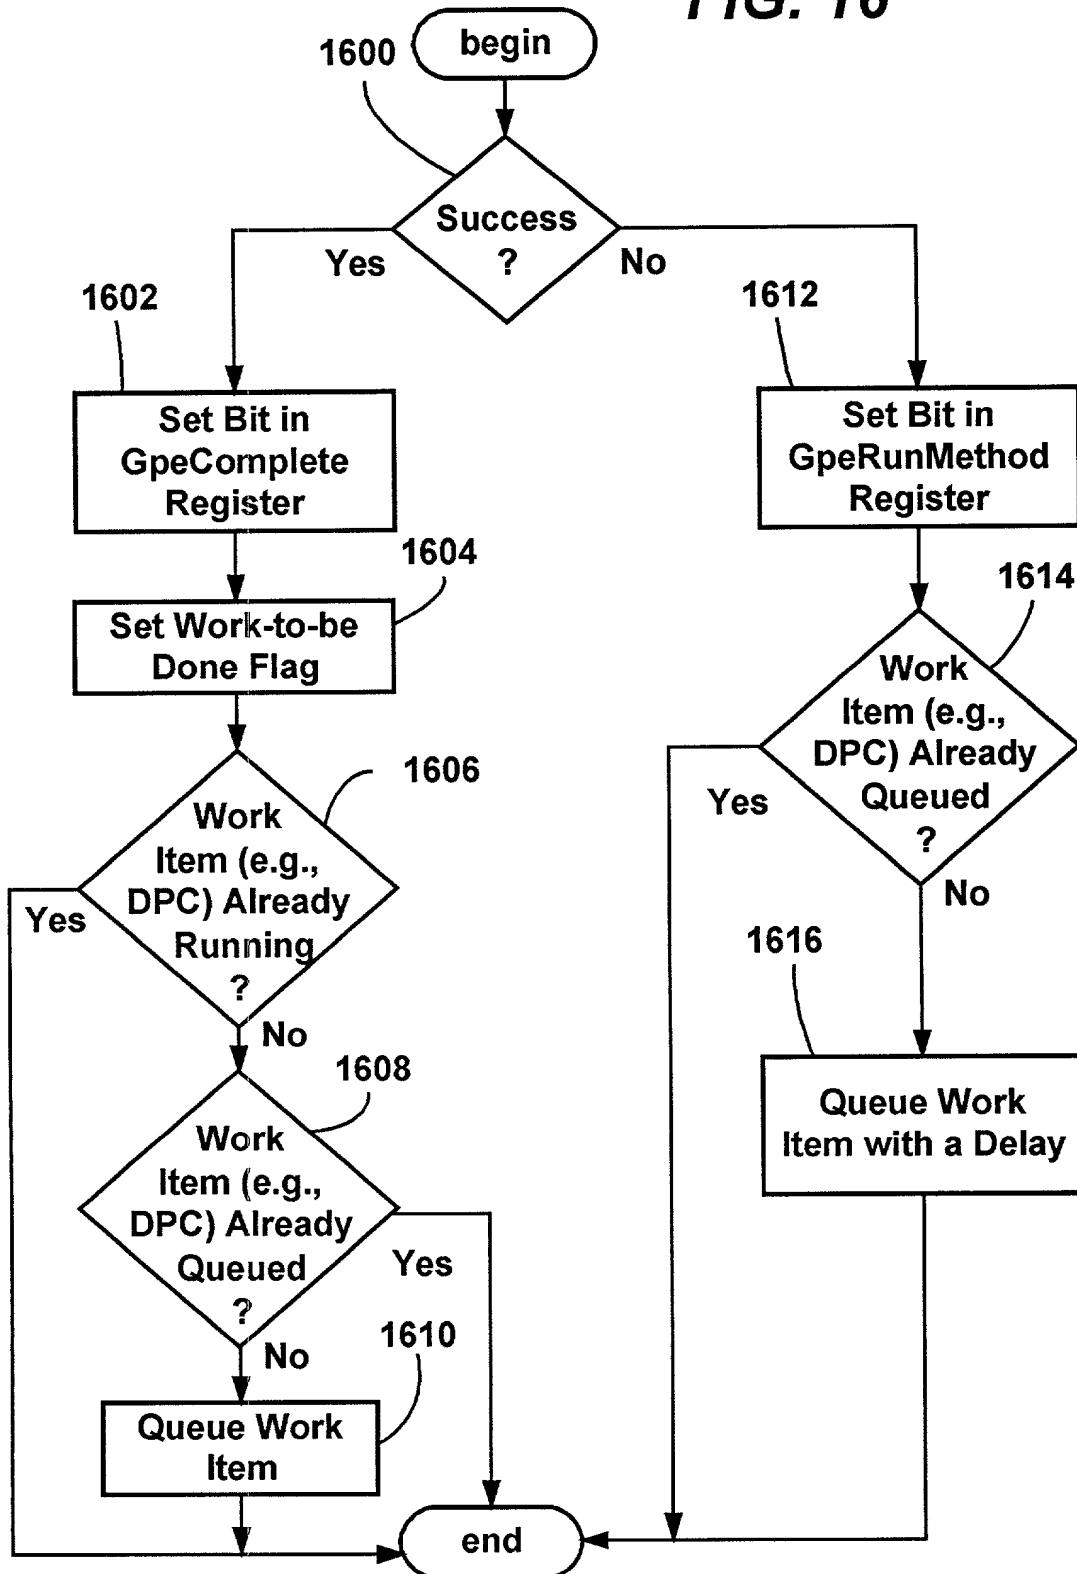 FIG. 16
begin
1600
Success
?
Yes
No
1602
1612
Set Bit in
GpeComplete
Register
Set Bit in
GpeRunMethod
Register
1604
Set Work-to-be
Done Flag
1614
Work
Item (e.g.,
DPC) Already
Queued
?
Yes
No
1606
Work
Item (e.g.,
DPC) Already
Running
?
Yes
No
1616
Queue Work
Item with a Delay
1608
Work
Item (e.g.,
DPC) Already
Queued
?
Yes
No
1610
Queue Work
Item
end